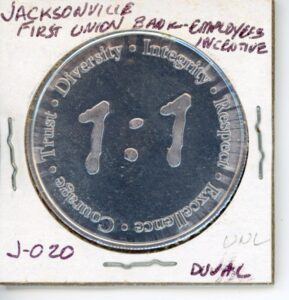 JACKSONVILLE
FIRST UNION BANK-EMPLOYEES
INCENTIVE
Courage • Trust • Diversity • Integrity • Respect • Excellence •
1:1
J-020
UNL
DUVAL